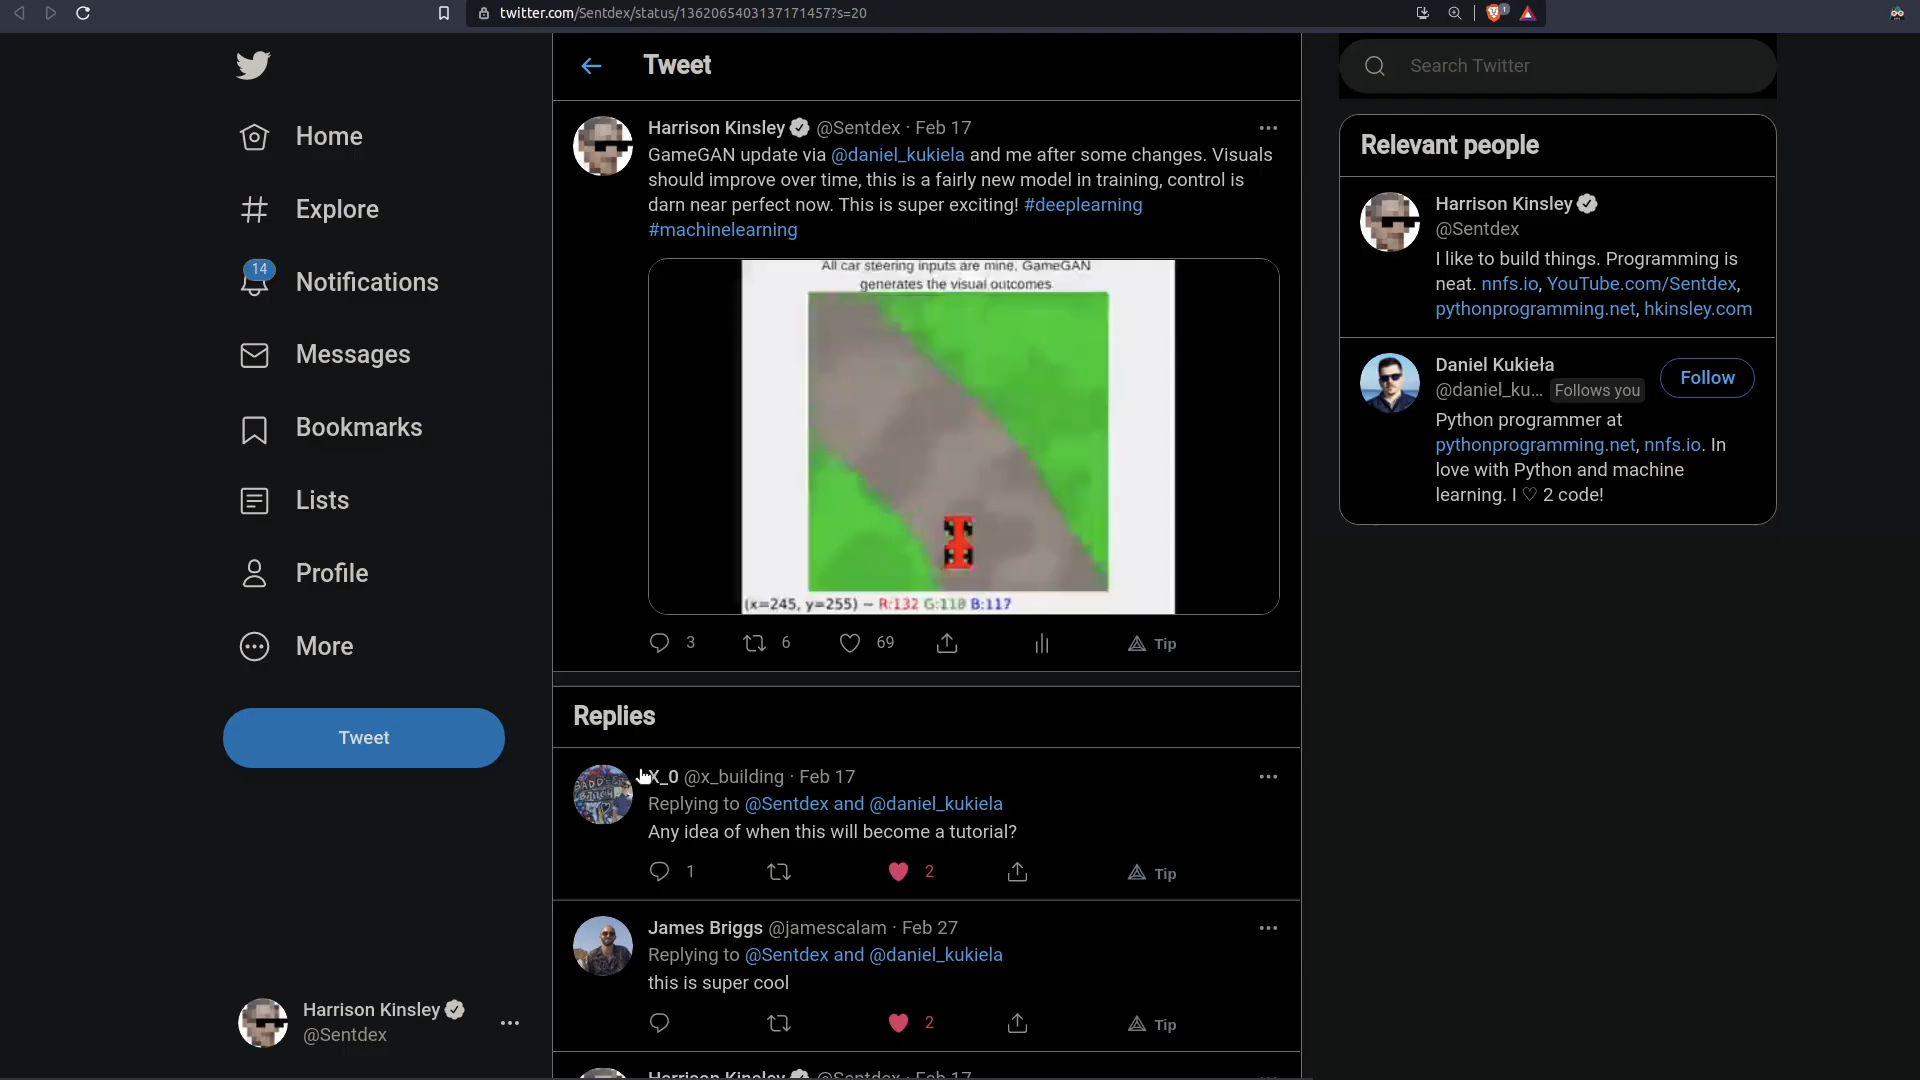 twitter.com/Sentdex/status/1362065403137171457?s=20
1
Home
Explore
14
Notifications
Messages
Bookmarks
Lists
Profile
More
Tweet
Harrison Kinsley
@Sentdex
Tweet
Harrison Kinsley @Sentdex · Feb 17
GameGAN update via @daniel_kukiela and me after some changes. Visuals
should improve over time, this is a fairly new model in training, control is
darn near perfect now. This is super exciting! #deeplearning
#machinelearning
All car steering inputs are mine, GameGAN
generates the visual outcomes
(x=245, y=255) ~ R:132 G:118 B:117
3 6 69 Tip
Replies
X_0 @x_building · Feb 17
Replying to @Sentdex and @daniel_kukiela
Any idea of when this will become a tutorial?
1 2 Tip
James Briggs @jamescalam · Feb 27
Replying to @Sentdex and @daniel_kukiela
this is super cool
2 Tip
Harrison Kinsley @Sentdex · Feb 17
Search Twitter
Relevant people
Harrison Kinsley
@Sentdex
I like to build things. Programming is
neat. nnfs.io, YouTube.com/Sentdex,
pythonprogramming.net, hkinsley.com
Daniel Kukieła
@daniel_ku... Follows you
Follow
Python programmer at
pythonprogramming.net, nnfs.io. In
love with Python and machine
learning. I ♡ 2 code!